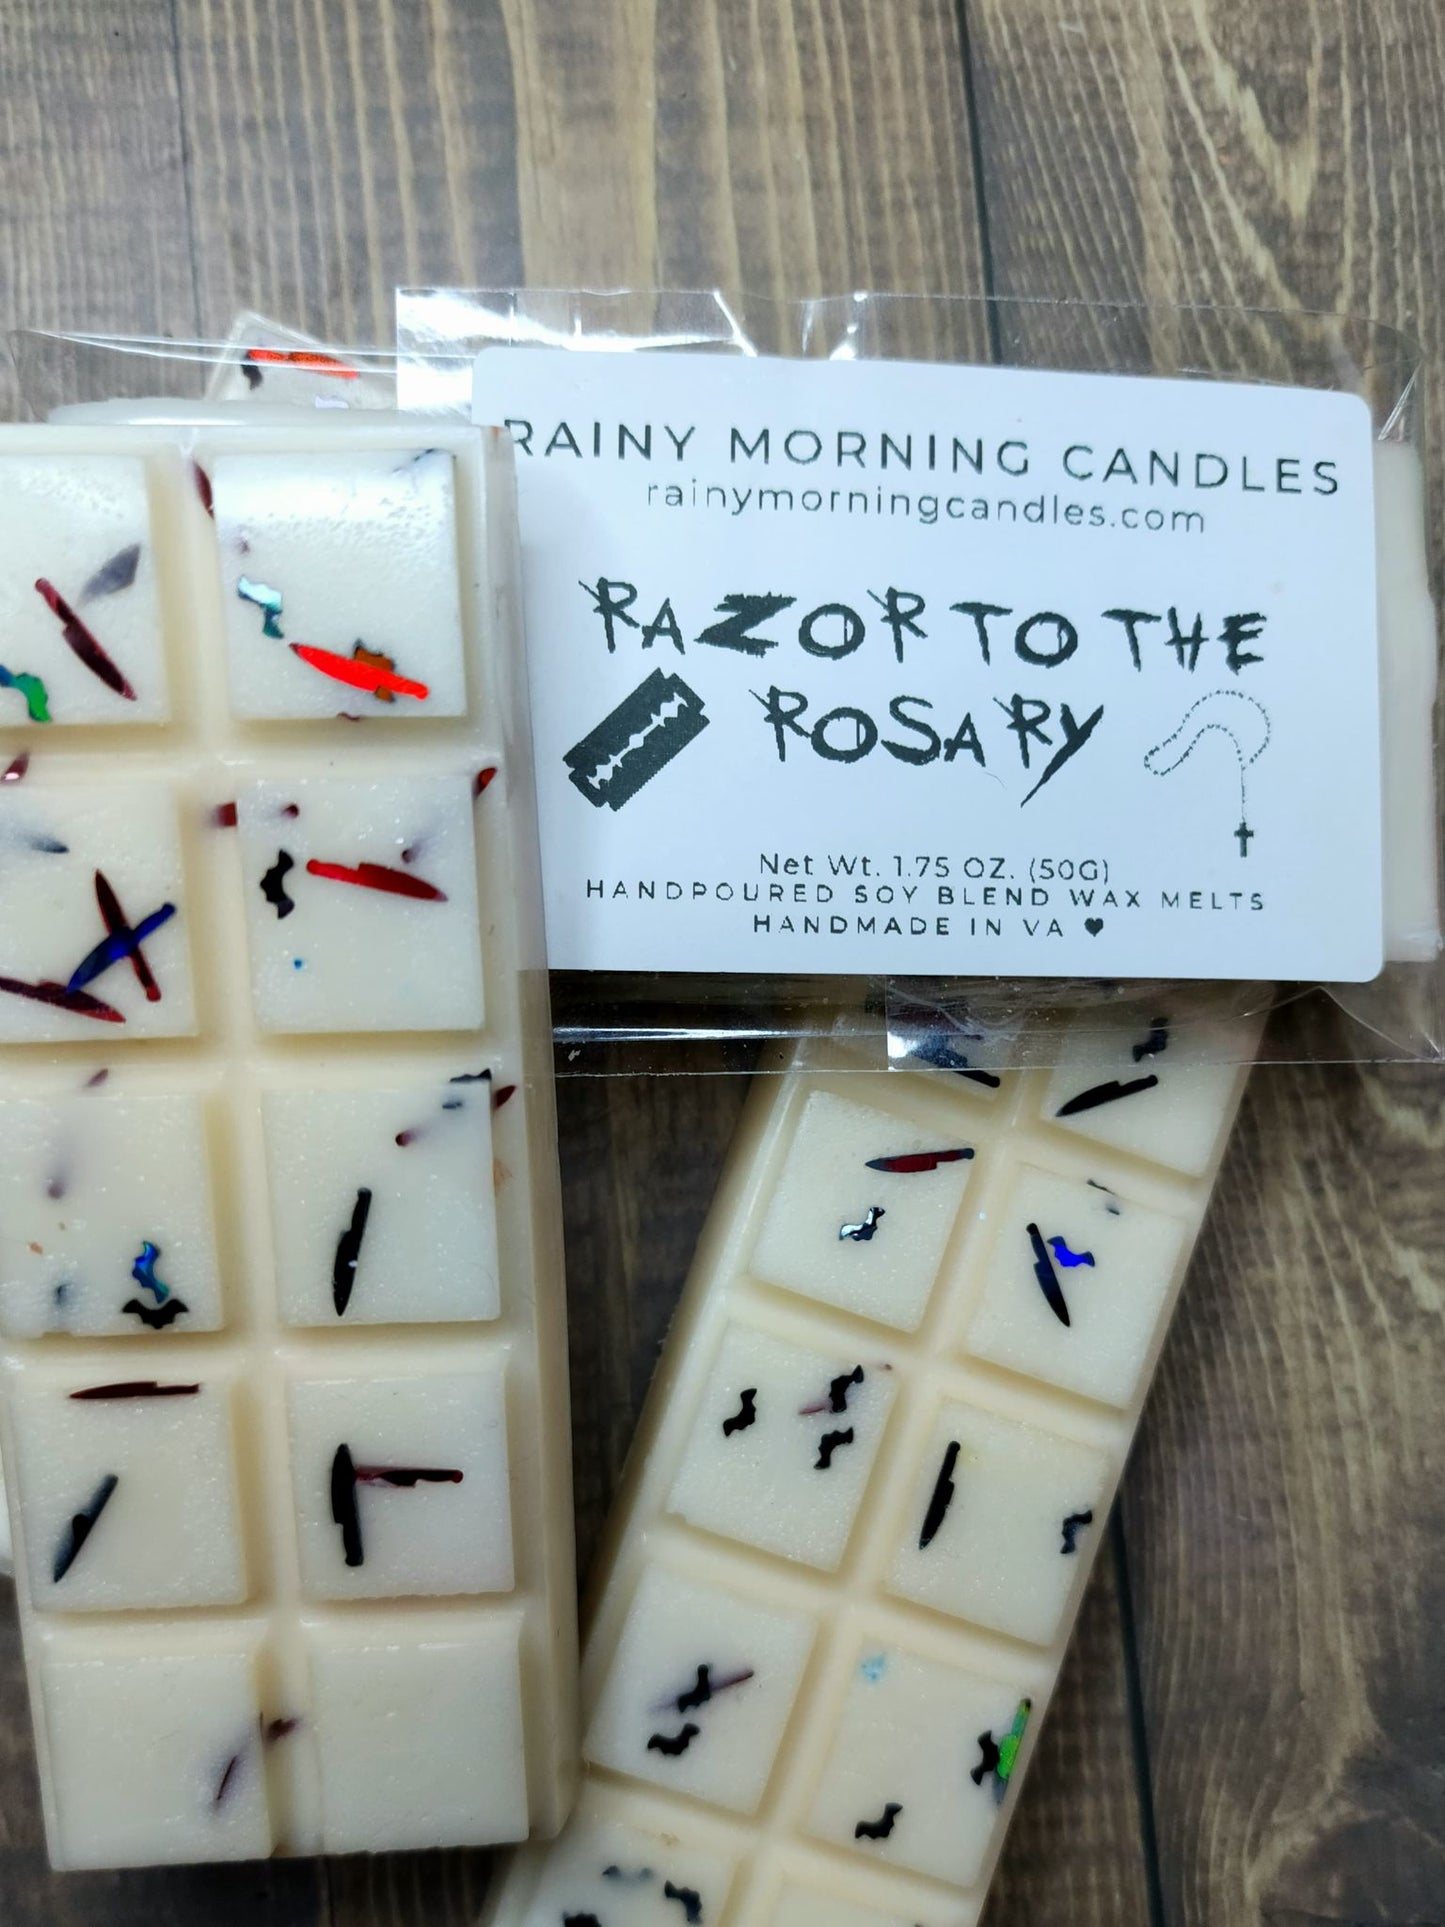 RAINY MORNING CANDLES
rainymorningcandles.com
RAZOR TO THE
ROSARY
Net Wt. 1.75 OZ. (50G)
HANDPOURED SOY BLEND WAX MELTS
HANDMADE IN VA ♥